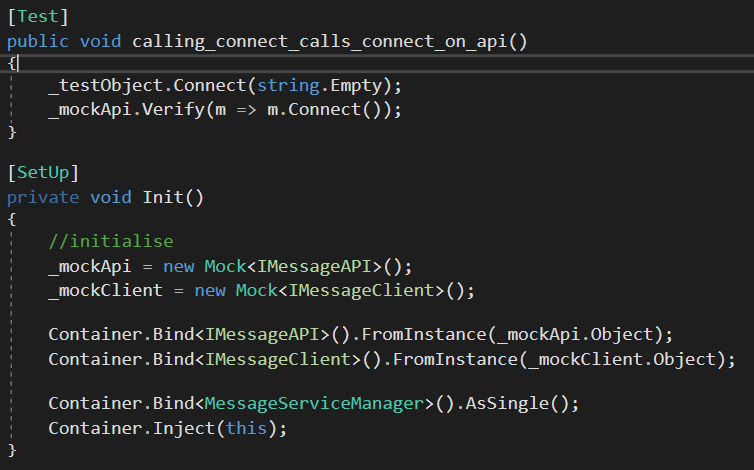 [Test]
public void calling_connect_calls_connect_on_api()
{
_testObject.Connect(string.Empty);
_mockApi.Verify(m => m.Connect());
}
[SetUp]
private void Init()
{
//initialise
_mockApi = new Mock<IMessageAPI>();
_mockClient = new Mock<IMessageClient>();
Container.Bind<IMessageAPI>().FromInstance(_mockApi.Object);
Container.Bind<IMessageClient>().FromInstance(_mockClient.Object);
Container.Bind<MessageServiceManager>().AsSingle();
Container.Inject(this);
}